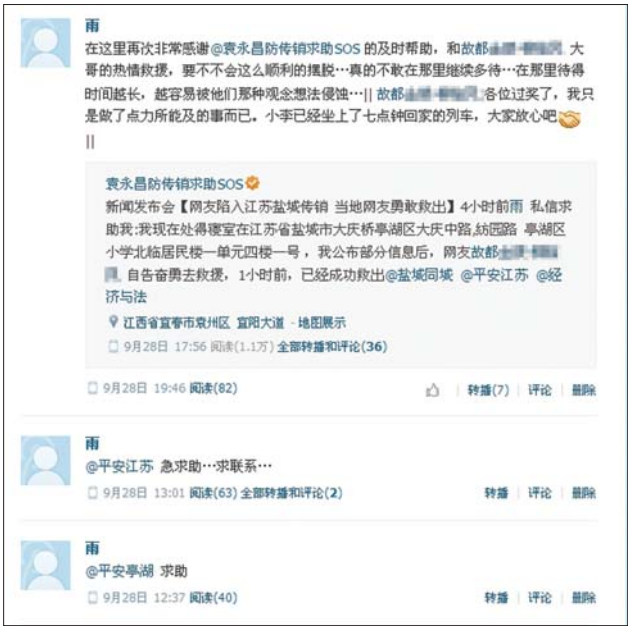 雨
在这里再次非常感谢@袁永昌防传销求助SOS 的及时帮助，和故都 大
哥的热情救援，要不不会这么顺利的摆脱…真的不敢在那里继续多待…在那里待得
时间越长，越容易被他们那种观念想法侵蚀…|| 故都 各位过奖了，我只
是做了点力所能及的事而已。小李已经坐上了七点钟回家的列车，大家放心吧
||
袁永昌防传销求助SOS
新闻发布会【网友陷入江苏盐城传销 当地网友勇敢救出】4小时前雨 私信求
助我:我现在处得寝室在江苏省盐城市大庆桥亭湖区大庆中路,纺园路 亭湖区
小学北临居民楼一单元四楼一号，我公布部分信息后，网友故都
自告奋勇去救援，1小时前，已经成功救出@盐城同城 @平安江苏 @经
济与法
江西省宜春市袁州区 宜阳大道 - 地图展示
9月28日 17:56 阅读(1.1万) 全部转播和评论(36)
9月28日 19:46 阅读(82) 转播(7) 评论 删除
雨
@平安江苏 急求助…求联系…
9月28日 13:01 阅读(63) 全部转播和评论(2) 转播 评论 删除
雨
@平安亭湖 求助
9月28日 12:37 阅读(40) 转播 评论 删除